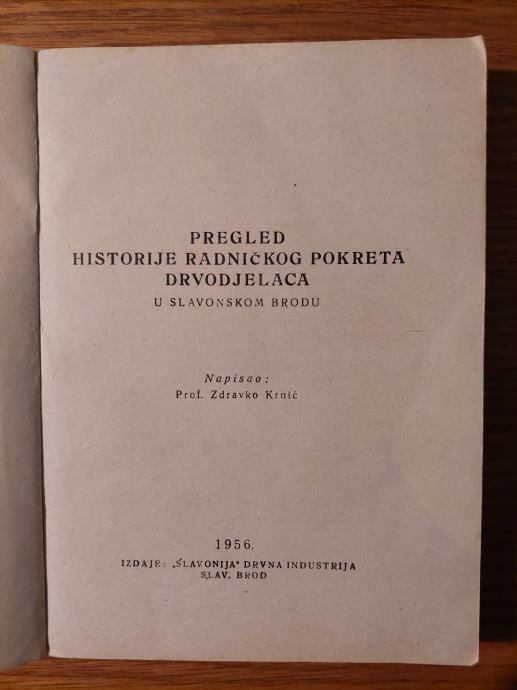 PREGLED
HISTORIJE RADNIČKOG POKRETA
DRVODJELACA
U SLAVONSKOM BRODU
Napisao:
Prof. Zdravko Krnić
1956.
IZDAJE: „SLAVONIJA“ DRVNA INDUSTRIJA
SLAV. BROD